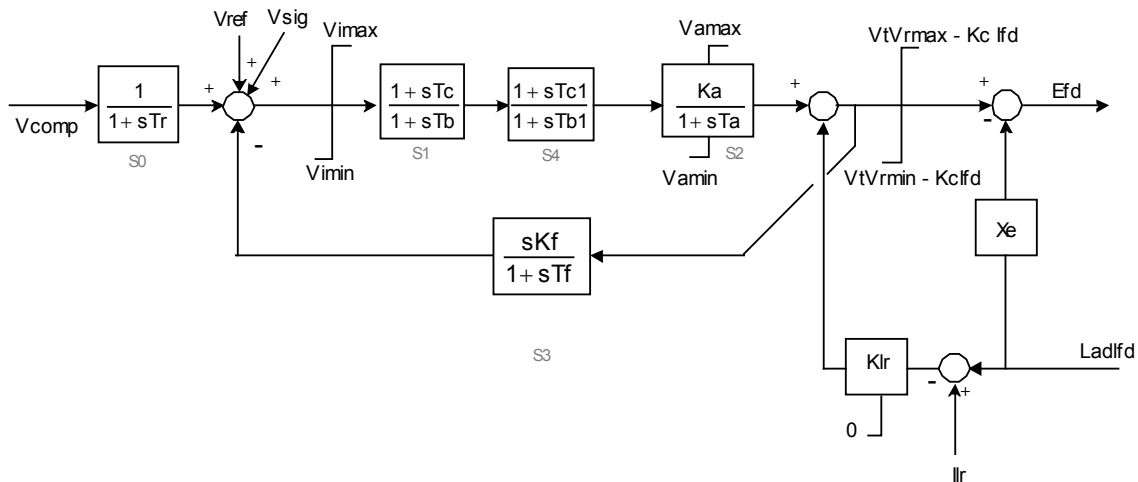 Vref
Vsig
Vimax
Vamax
VtVrmax - Kc Ifd
Vcomp
1
1 + sTr
S0
+
+
+
-
1 + sTc
1 + sTb
S1
1 + sTc1
1 + sTb1
S4
Ka
1 + sTa
S2
+
+
-
Efd
Vimin
Vamin
VtVrmin - KcIfd
sKf
1 + sTf
S3
Xe
Klr
0
-
+
LadIfd
Ilr